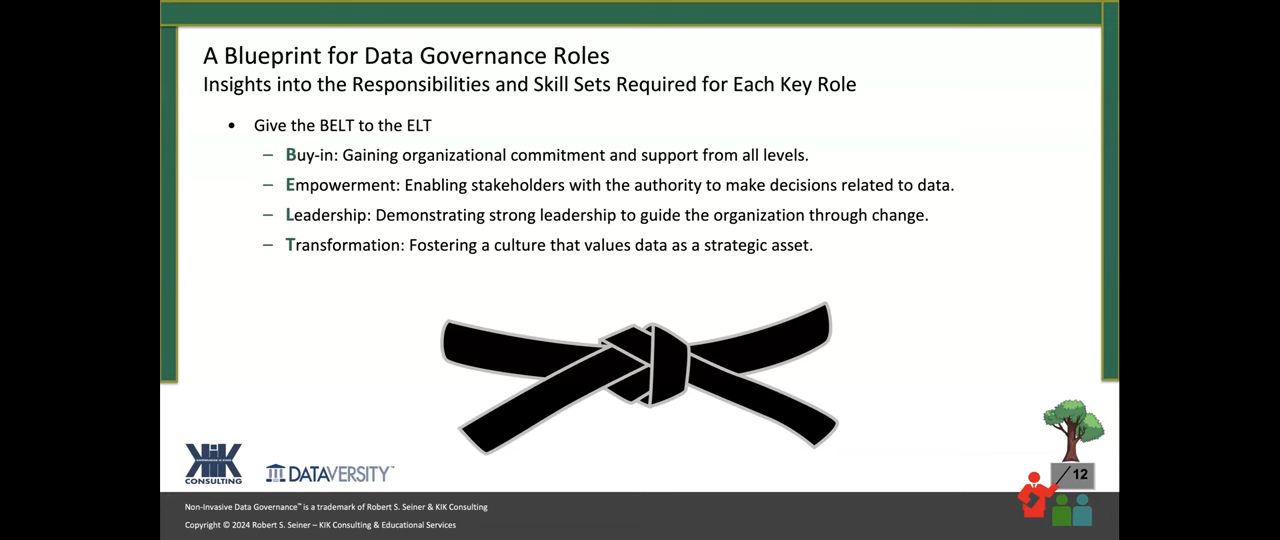 A Blueprint for Data Governance Roles
Insights into the Responsibilities and Skill Sets Required for Each Key Role
• Give the BELT to the ELT
– Buy-in: Gaining organizational commitment and support from all levels.
– Empowerment: Enabling stakeholders with the authority to make decisions related to data.
– Leadership: Demonstrating strong leadership to guide the organization through change.
– Transformation: Fostering a culture that values data as a strategic asset.
KIK
CONSULTING
DATAVERSITY™
12
Non-Invasive Data Governance™ is a trademark of Robert S. Seiner & KIK Consulting
Copyright © 2024 Robert S. Seiner – KIK Consulting & Educational Services